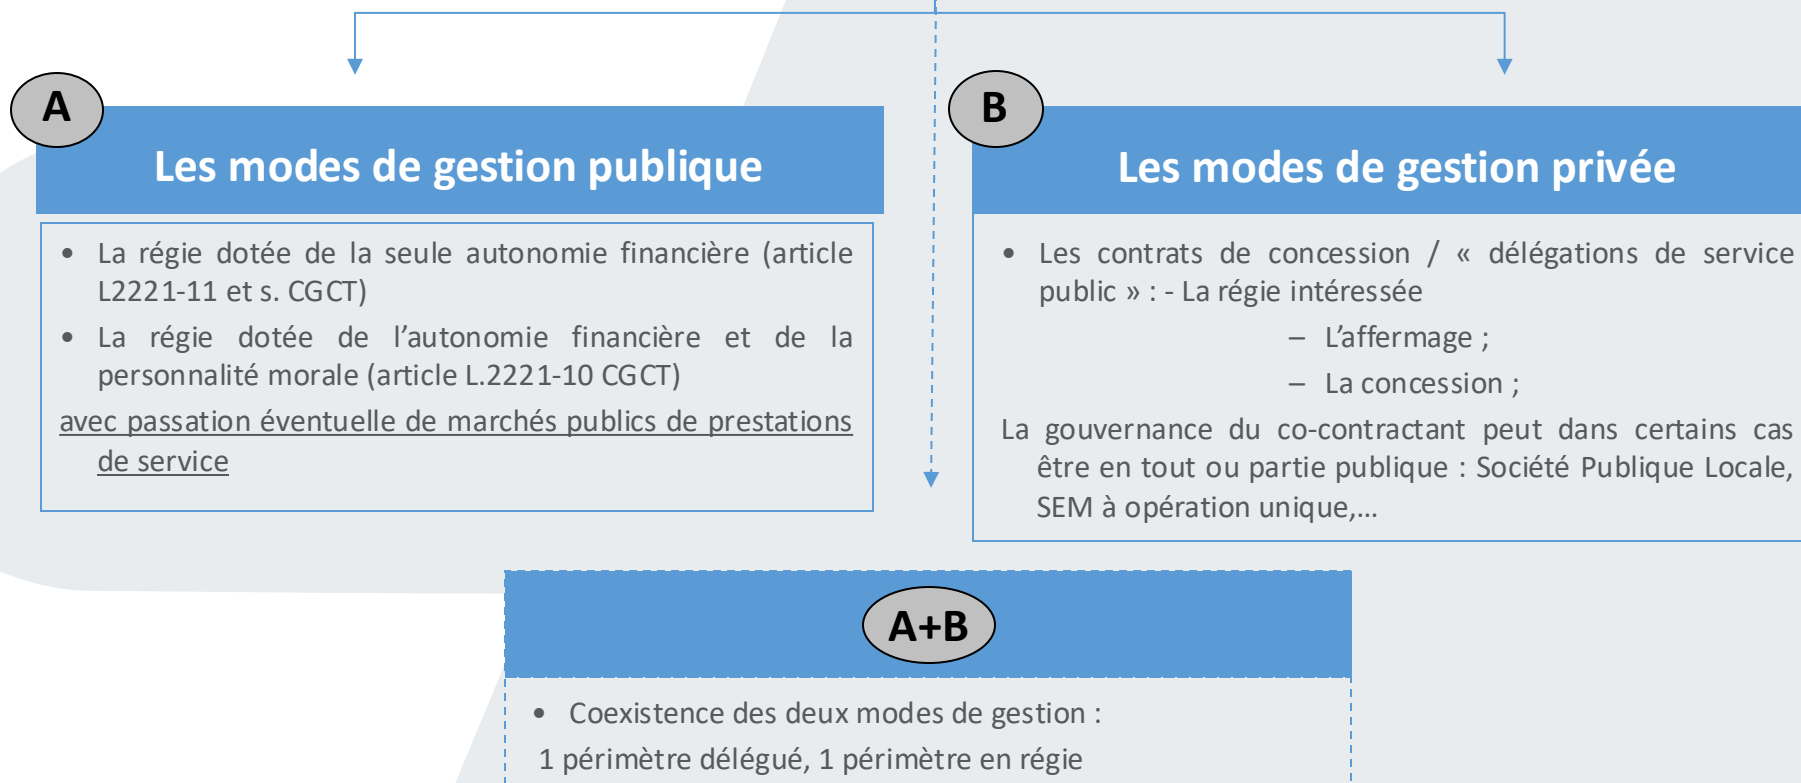 A
Les modes de gestion publique
• La régie dotée de la seule autonomie financière (article
L2221-11 et s. CGCT)
• La régie dotée de l’autonomie financière et de la
personnalité morale (article L.2221-10 CGCT)
avec passation éventuelle de marchés publics de prestations
de service
B
Les modes de gestion privée
• Les contrats de concession / « délégations de service
public » : - La régie intéressée
– L’affermage ;
– La concession ;
La gouvernance du co-contractant peut dans certains cas
être en tout ou partie publique : Société Publique Locale,
SEM à opération unique,...
A+B
• Coexistence des deux modes de gestion :
1 périmètre délégué, 1 périmètre en régie